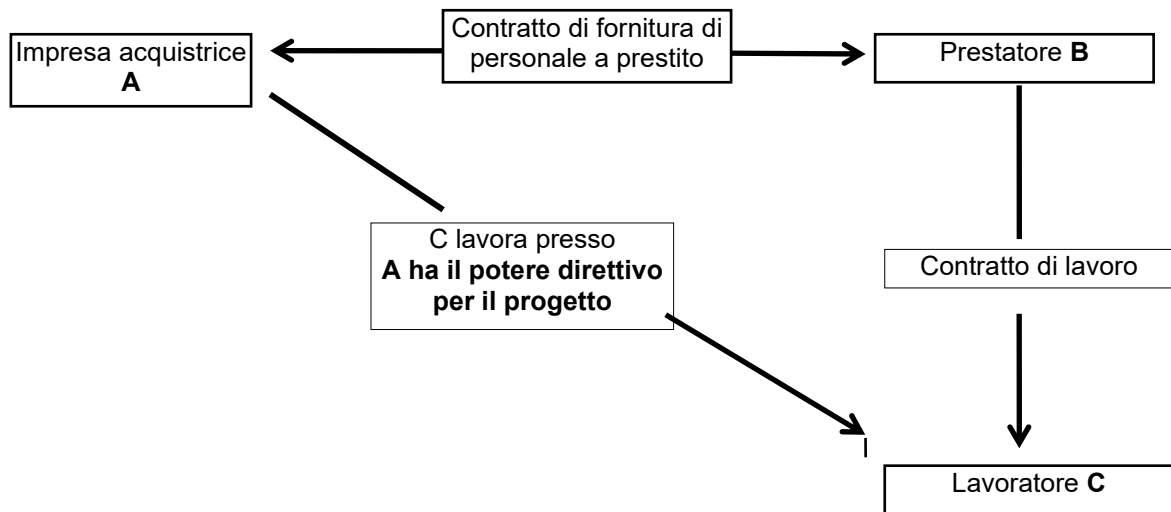 Impresa acquistrice
A
Contratto di fornitura di
personale a prestito
Prestatore B
C lavora presso
A ha il potere direttivo
per il progetto
Contratto di lavoro
Lavoratore C